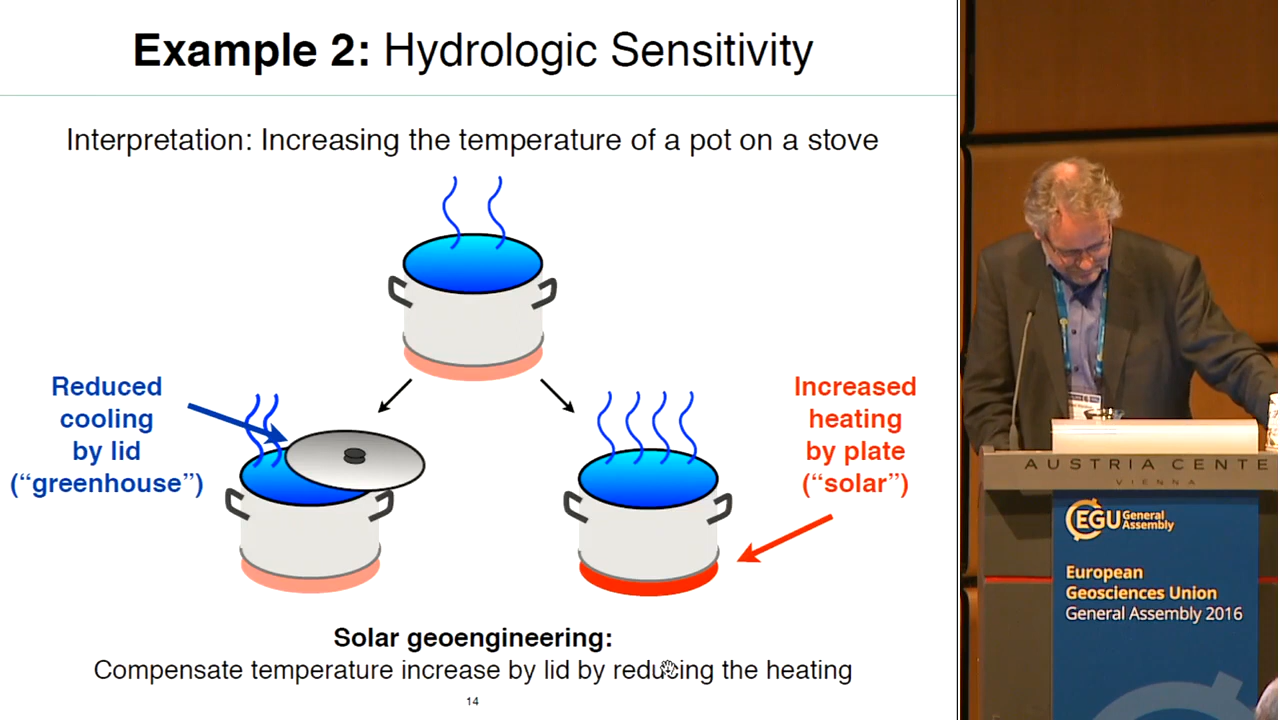 Example 2: Hydrologic Sensitivity
Interpretation: Increasing the temperature of a pot on a stove
Reduced
cooling
by lid
(“greenhouse”)
Increased
heating
by plate
(“solar”)
Solar geoengineering:
Compensate temperature increase by lid by reducing the heating
14
AUSTRIA CENTE
VIENNA
EGU General
Assembly
European
Geosciences Union
General Assembly 2016